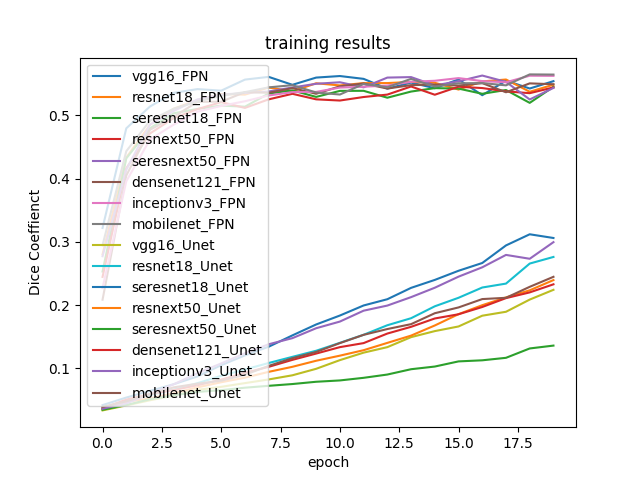 training results
Dice Coeffienct
0.5
0.4
0.3
0.2
0.1
vgg16_FPN
resnet18_FPN
seresnet18_FPN
resnext50_FPN
seresnext50_FPN
densenet121_FPN
inceptionv3_FPN
mobilenet_FPN
vgg16_Unet
resnet18_Unet
seresnet18_Unet
resnext50_Unet
seresnext50_Unet
densenet121_Unet
inceptionv3_Unet
mobilenet_Unet
0.0 2.5 5.0 7.5 10.0 12.5 15.0 17.5
epoch